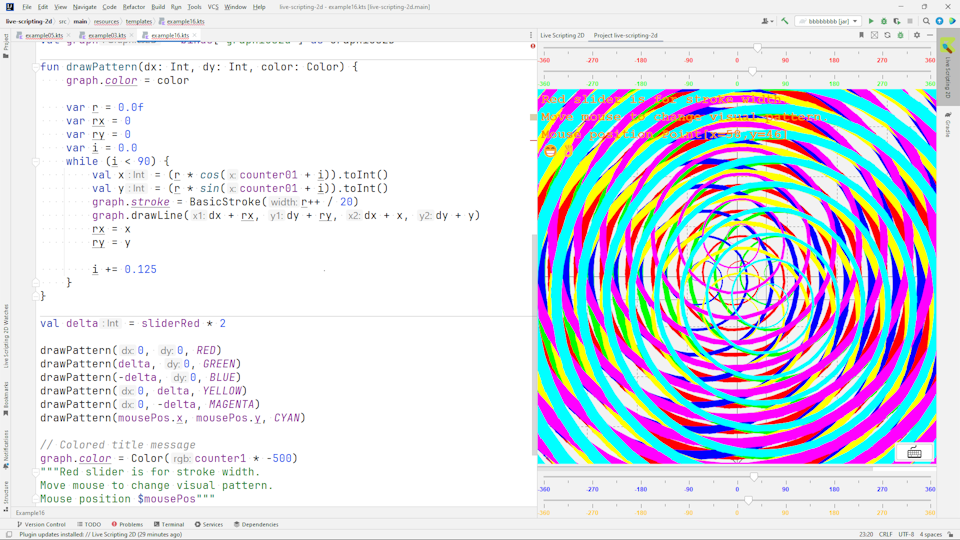 File Edit View Navigate Code Refactor Build Run Tools VCS Window Help live-scripting-2d - example16.kts [live-scripting-2d.main]
live-scripting-2d src main resources templates example16.kts
bbbbbbbbb [jar]
example05.kts example03.kts example16.kts
Live Scripting 2D Project live-scripting-2d
fun drawPattern(dx: Int, dy: Int, color: Color) {
graph.color = color
var r = 0.0f
var rx = 0
var ry = 0
var i = 0.0
while (i < 90) {
val x : Int = (r * cos( x: counter01 + i)).toInt()
val y : Int = (r * sin( x: counter01 + i)).toInt()
graph.stroke = BasicStroke( width: r++ / 20)
graph.drawLine( x1: dx + rx, y1: dy + ry, x2: dx + x, y2: dy + y)
rx = x
ry = y
i += 0.125
}
}
val delta : Int = sliderRed * 2
drawPattern( dx: 0, dy: 0, RED)
drawPattern(delta, dy: 0, GREEN)
drawPattern(-delta, dy: 0, BLUE)
drawPattern( dx: 0, delta, YELLOW)
drawPattern( dx: 0, -delta, MAGENTA)
drawPattern(mousePos.x, mousePos.y, CYAN)
// Colored title message
graph.color = Color( rgb: counter1 * -500)
"""Red slider is for stroke width.
Move mouse to change visual pattern.
Mouse position $mousePos"""
Example16
-360 -270 -180 -90 0 90 180 270 360
-360 -270 -180 -90 0 90 180 270 360
Red slider is for stroke width.
Move mouse to change visual pattern.
-360 -270 -180 -90 0 90 180 270 360
-360 -270 -180 -90 0 90 180 270 360
Project
Live Scripting 2D Watches
Bookmarks
Notifications
Structure
Live Scripting 2D
Gradle
Version Control TODO Problems Terminal Services Dependencies
Plugin updates installed: // Live Scripting 2D (29 minutes ago)
23:20 CRLF UTF-8 4 spaces